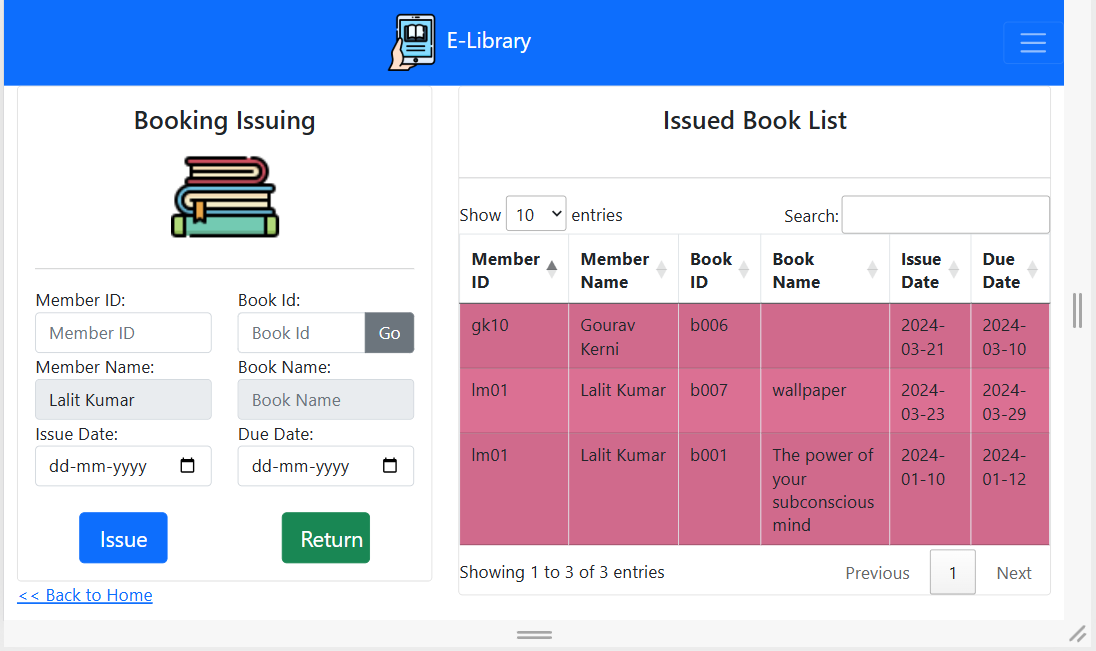 E-Library
Booking Issuing
Member ID:
Book Id:
Member ID
Book Id
Go
Member Name:
Book Name:
Lalit Kumar
Book Name
Issue Date:
Due Date:
dd-mm-yyyy
dd-mm-yyyy
Issue
Return
<< Back to Home
Issued Book List
Show 10 entries
Search:
Member ID
Member Name
Book ID
Book Name
Issue Date
Due Date
gk10
Gourav
Kerni
b006
2024-
03-21
2024-
03-10
lm01
Lalit Kumar
b007
wallpaper
2024-
03-23
2024-
03-29
lm01
Lalit Kumar
b001
The power of
your
subconscious
mind
2024-
01-10
2024-
01-12
Showing 1 to 3 of 3 entries
Previous
1
Next